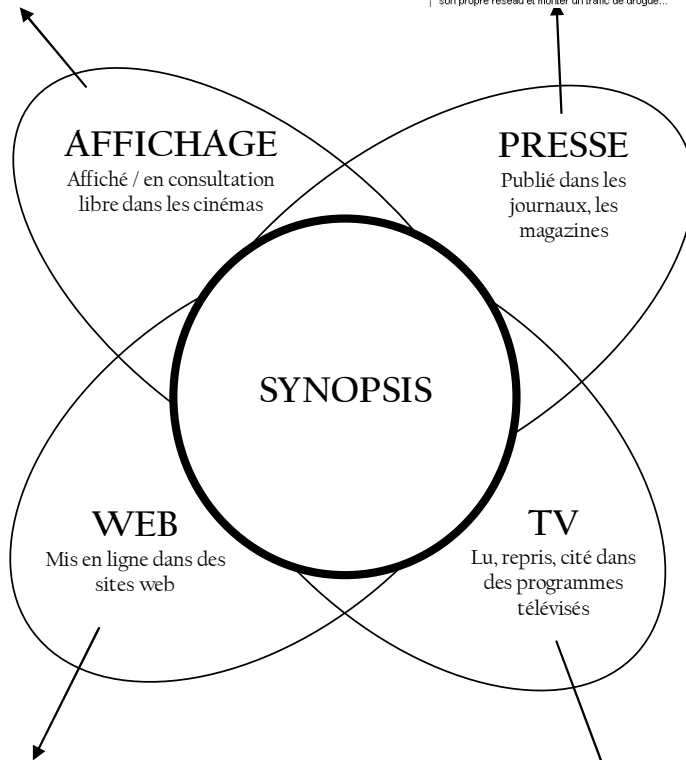 son propre réseau et monter un trafic de drogue...
AFFICHAGE
Affiché / en consultation
libre dans les cinémas
PRESSE
Publié dans les
journaux, les
magazines
SYNOPSIS
WEB
Mis en ligne dans des
sites web
TV
Lu, repris, cité dans
des programmes
télévisés